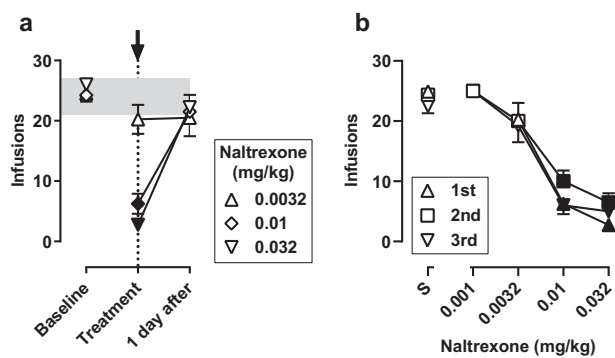 a
Infusions
30
20
10
0
Baseline
Treatment
1 day after
Naltrexone
(mg/kg)
0.0032
0.01
0.032
b
Infusions
30
20
10
0
1st
2nd
3rd
S
0.001
0.0032
0.01
0.032
Naltrexone (mg/kg)